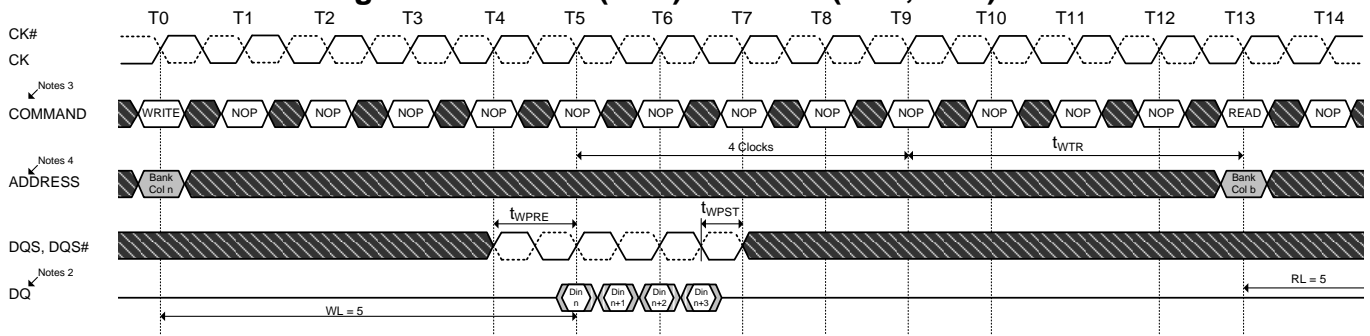 T0 T1 T2 T3 T4 T5 T6 T7 T8 T9 T10 T11 T12 T13 T14
CK#
CK
Notes 3
COMMAND
WRITE NOP NOP NOP NOP NOP NOP NOP NOP NOP NOP NOP NOP READ NOP
4 Clocks tWTR
Notes 4
ADDRESS
Bank Col n
Bank Col b
tWPRE tWPST
DQS, DQS#
Notes 2
DQ
Din n
Din n+1
Din n+2
Din n+3
RL = 5
WL = 5